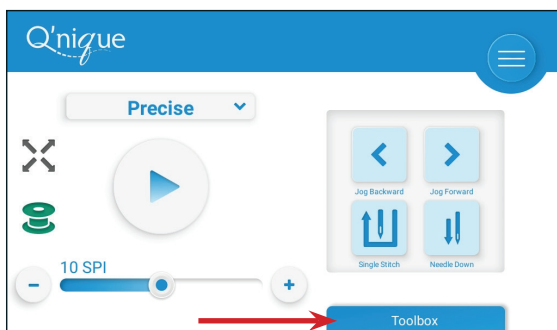 Q'nique
Precise
Jog Backward
Jog Forward
Single Stitch
Needle Down
10 SPI
Toolbox